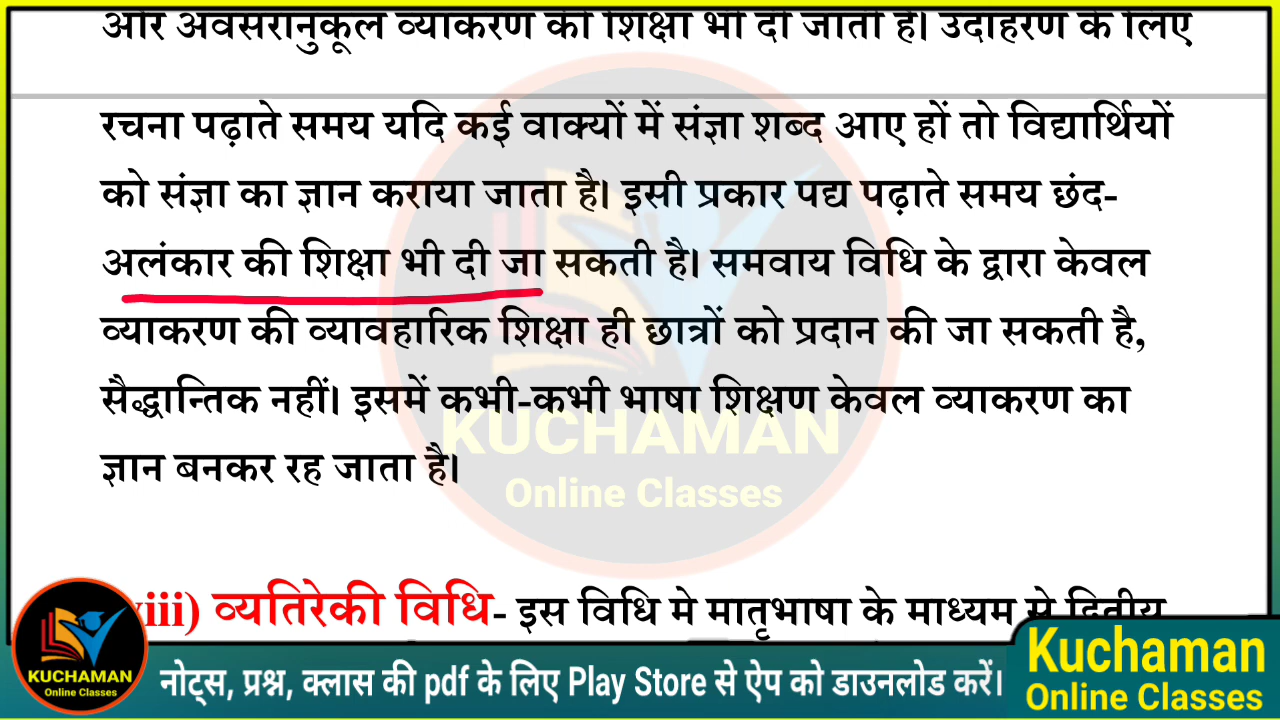 और अवसरानुकूल व्याकरण की शिक्षा भी दी जाती है। उदाहरण के लिए
रचना पढ़ाते समय यदि कई वाक्यों में संज्ञा शब्द आए हों तो विद्यार्थियों
को संज्ञा का ज्ञान कराया जाता है। इसी प्रकार पद्य पढ़ाते समय छंद-
अलंकार की शिक्षा भी दी जा सकती है। समवाय विधि के द्वारा केवल
व्याकरण की व्यावहारिक शिक्षा ही छात्रों को प्रदान की जा सकती है,
सैद्धान्तिक नहीं। इसमें कभी-कभी भाषा शिक्षण केवल व्याकरण का
ज्ञान बनकर रह जाता है।
KUCHAMAN
Online Classes
viii) व्यतिरेकी विधि- इस विधि मे मातृभाषा के माध्यम से द्वितीय
KUCHAMAN
Online Classes
नोट्स, प्रश्न, क्लास की pdf के लिए Play Store से ऐप को डाउनलोड करें।
Kuchaman
Online Classes